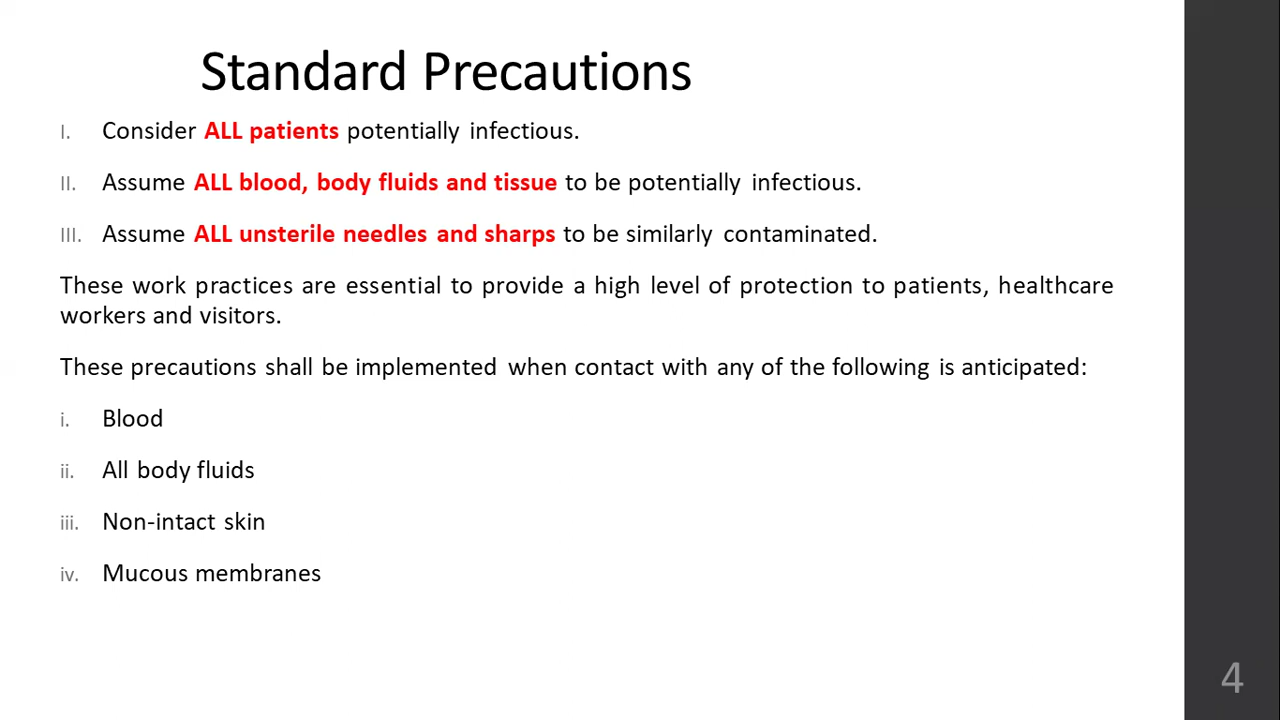 Standard Precautions
I. Consider ALL patients potentially infectious.
II. Assume ALL blood, body fluids and tissue to be potentially infectious.
III. Assume ALL unsterile needles and sharps to be similarly contaminated.
These work practices are essential to provide a high level of protection to patients, healthcare
workers and visitors.
These precautions shall be implemented when contact with any of the following is anticipated:
i. Blood
ii. All body fluids
iii. Non-intact skin
iv. Mucous membranes
4